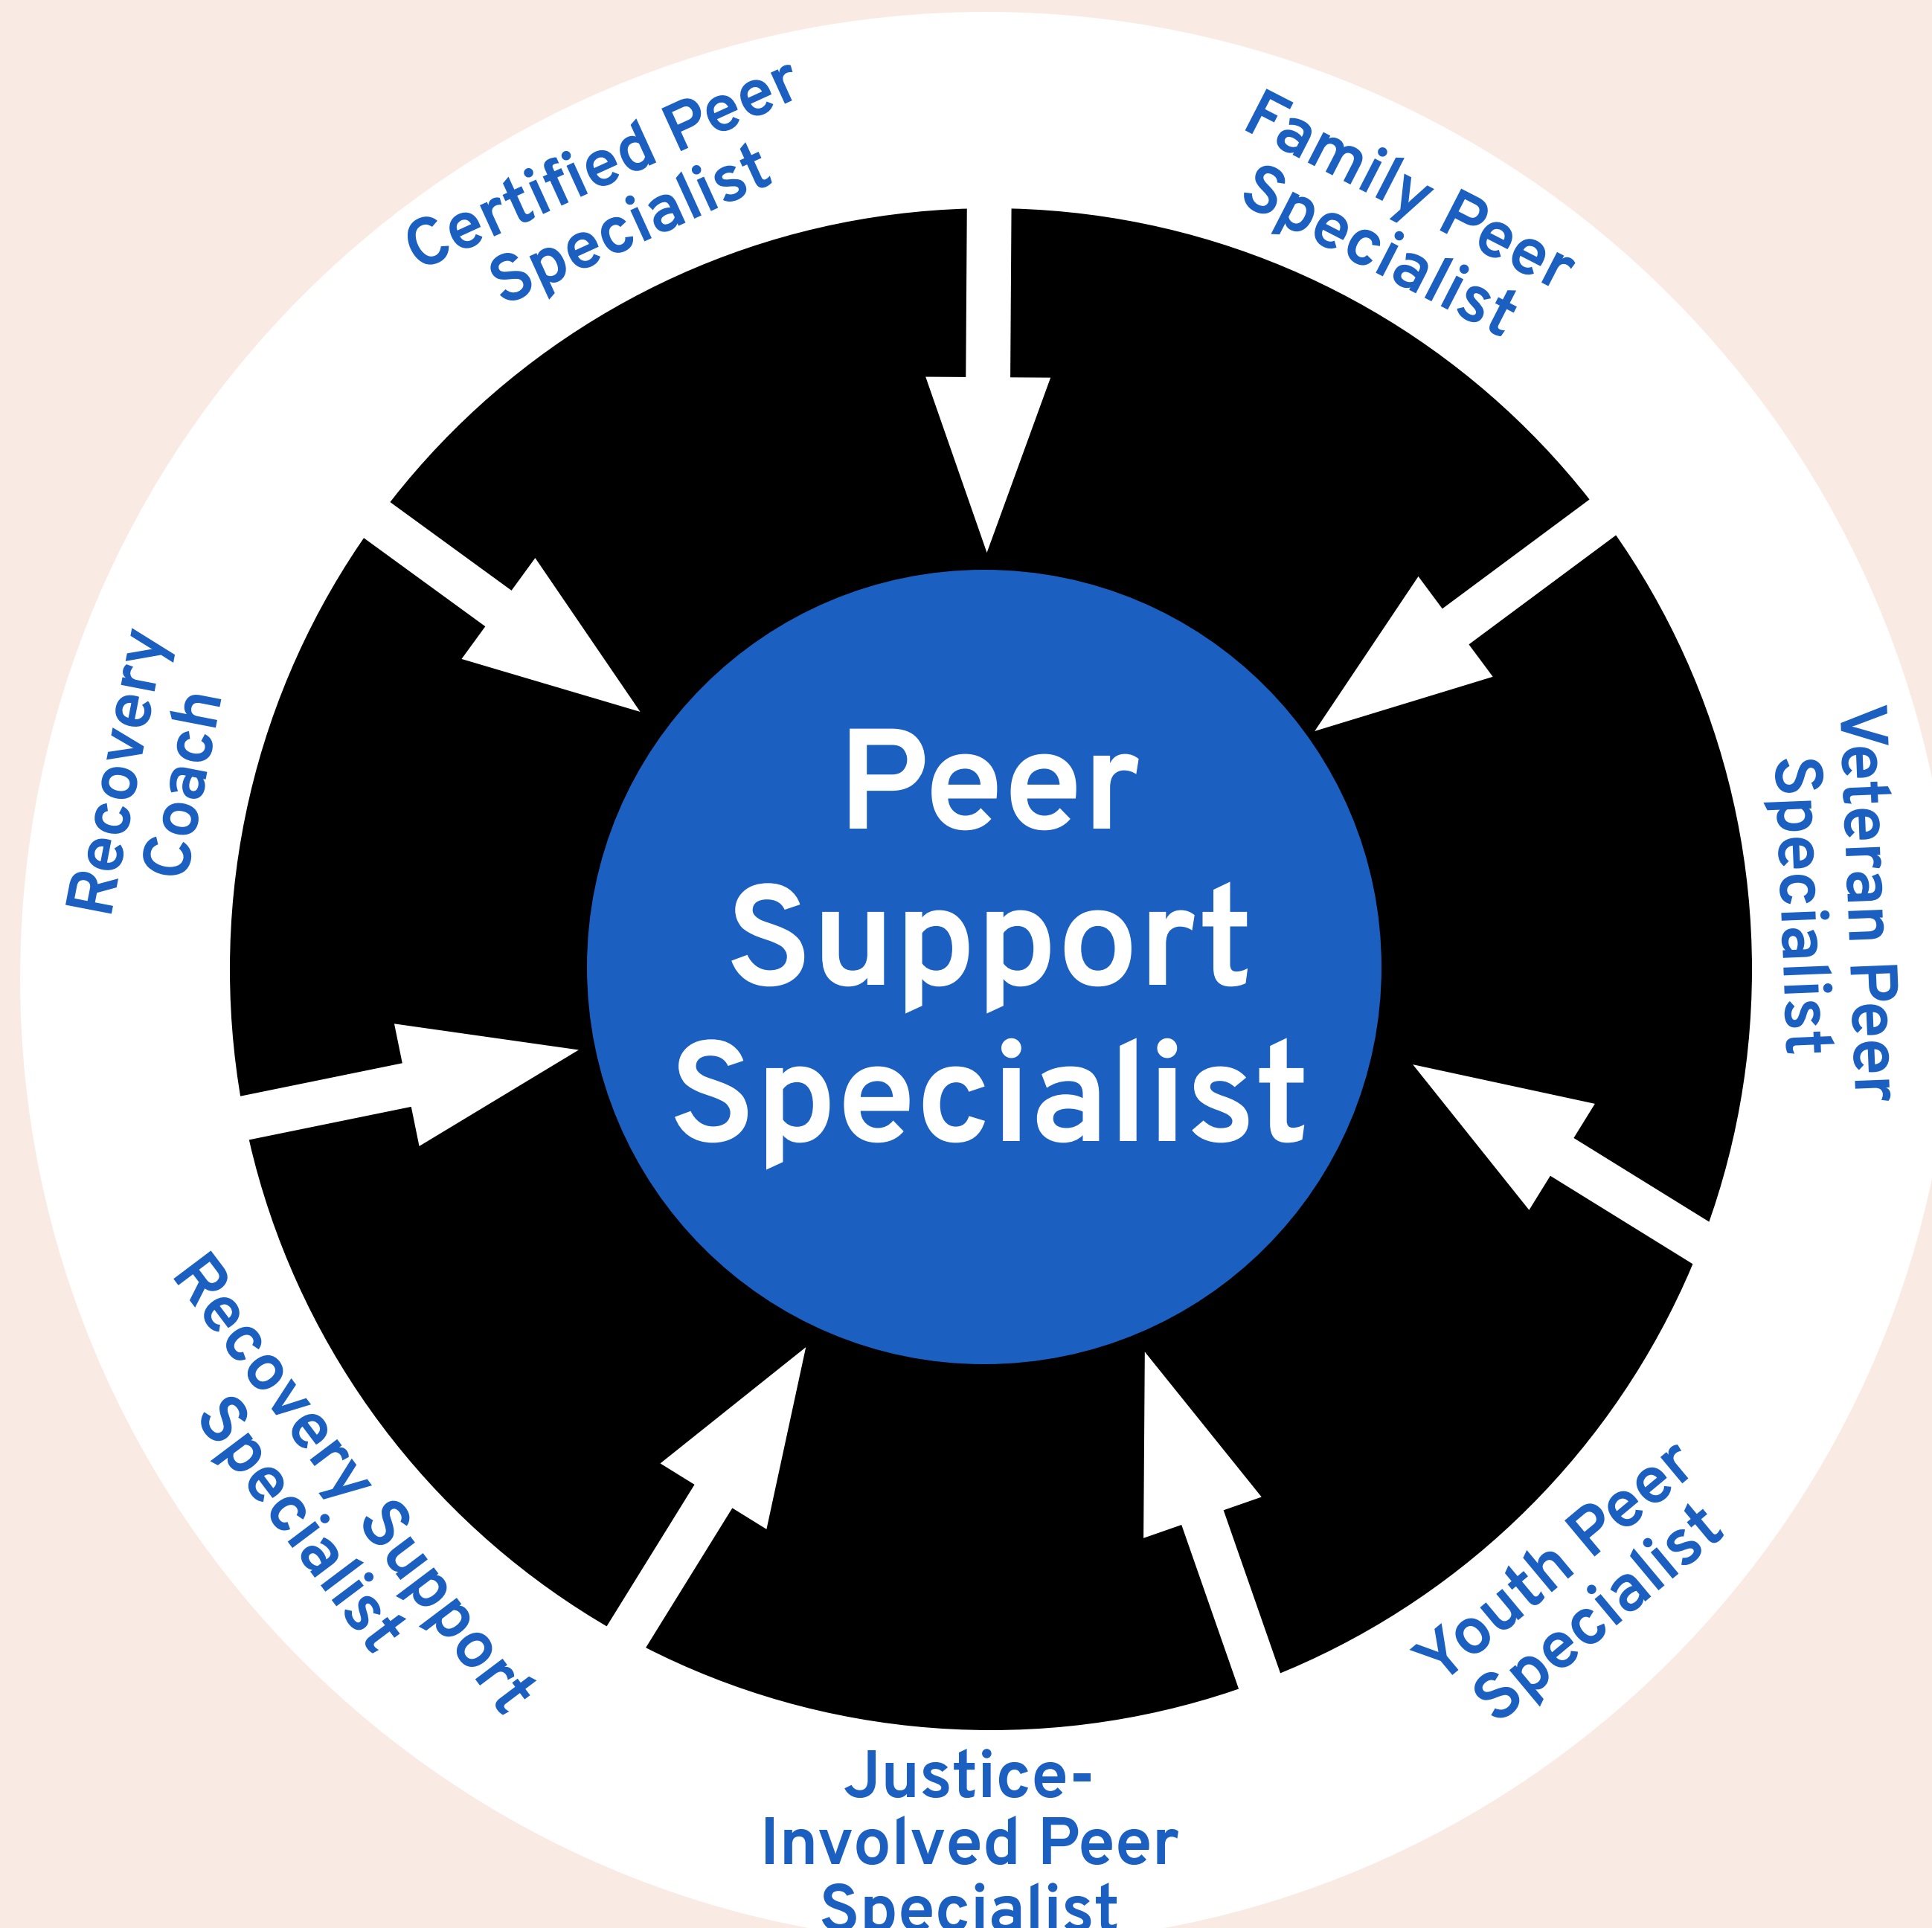 Certified Peer
Specialist
Family Peer
Specialist
Veteran Peer
Specialist
Youth Peer
Specialist
Justice-
Involved Peer
Specialist
Recovery Support
Specialist
Recovery
Coach
Peer
Support
Specialist